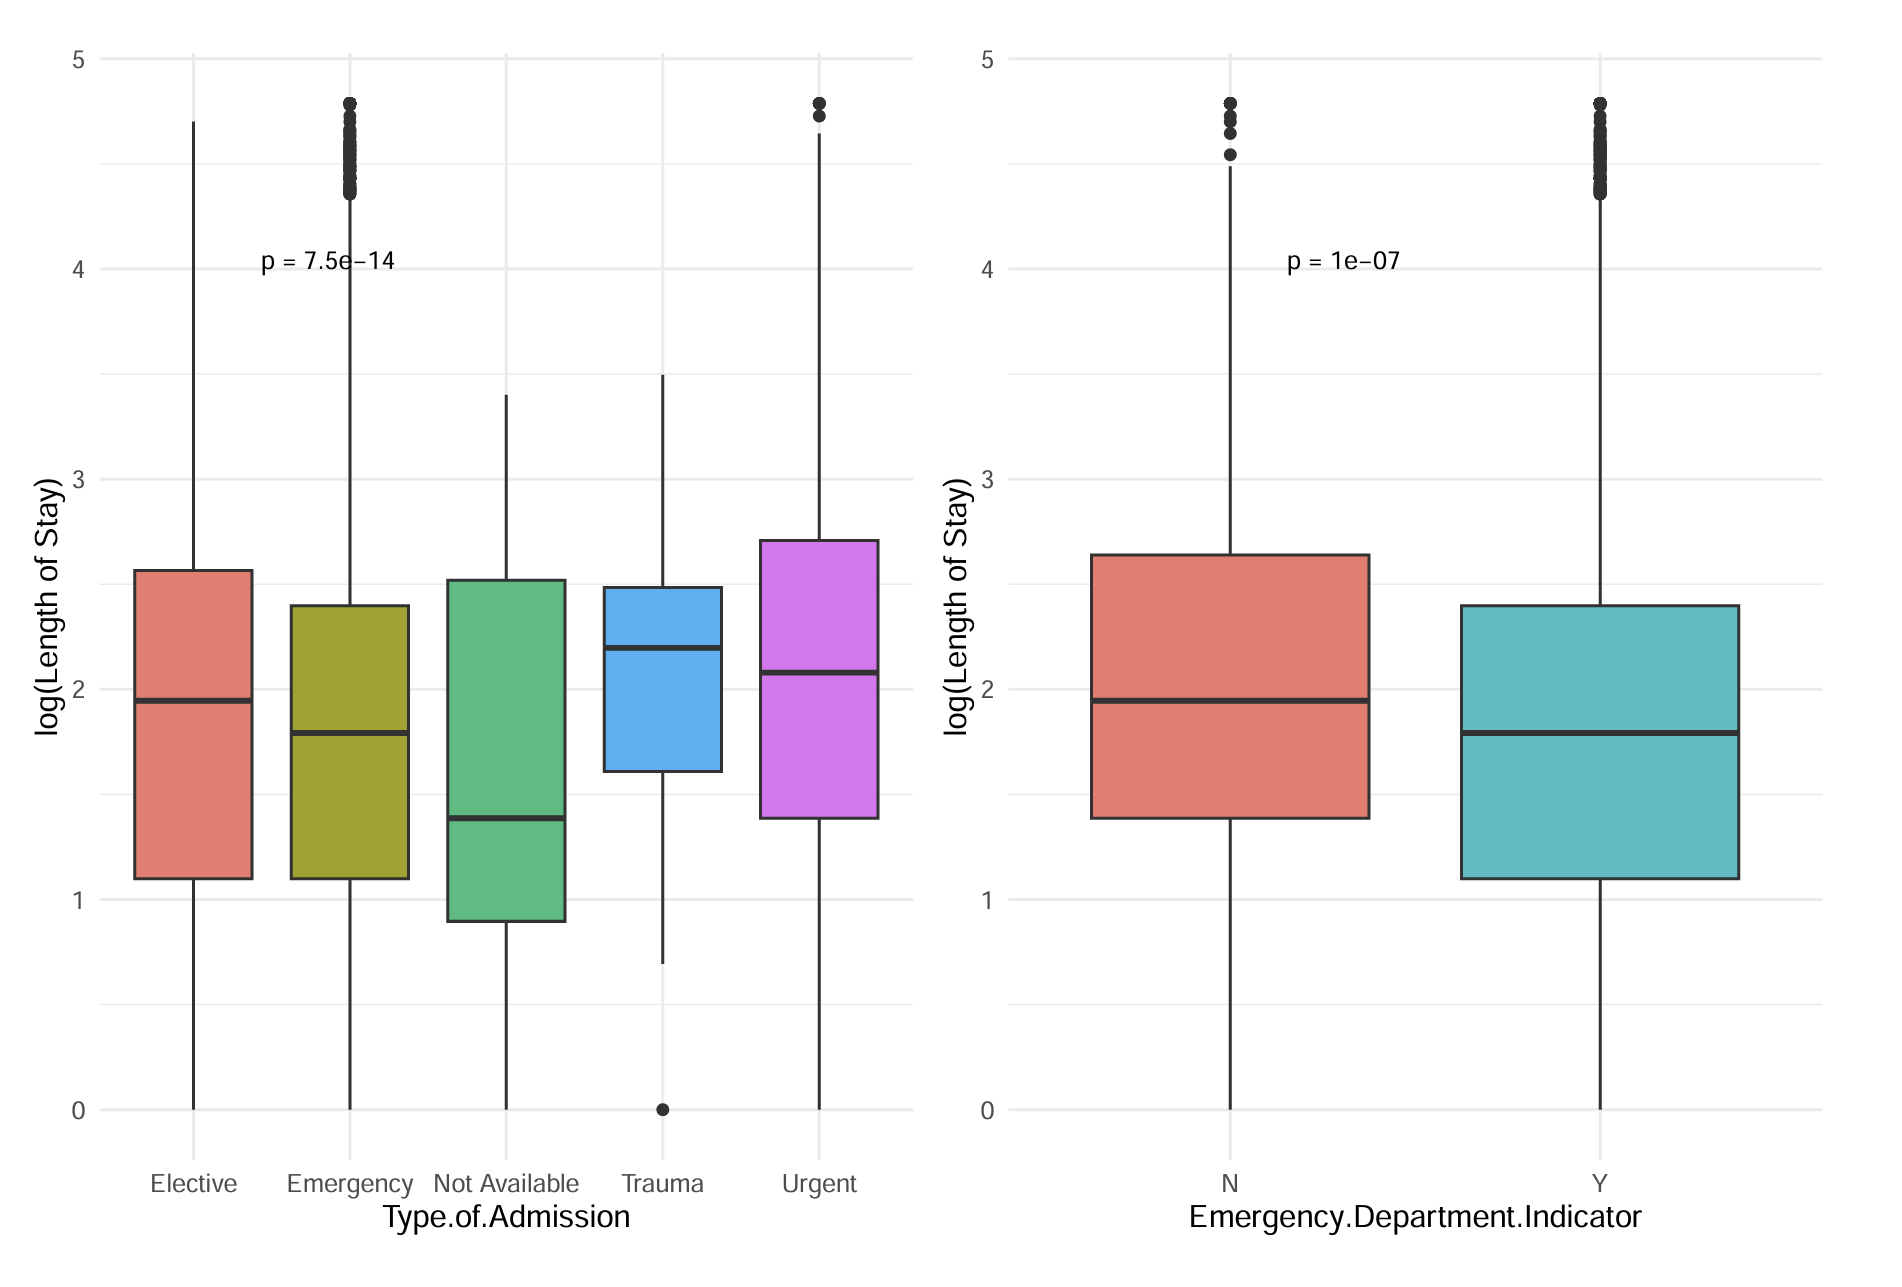 5
4
3
2
1
0
log(Length of Stay)
p = 7.5e−14
Elective Emergency Not Available Trauma Urgent
Type.of.Admission
5
4
3
2
1
0
log(Length of Stay)
p = 1e−07
N Y
Emergency.Department.Indicator